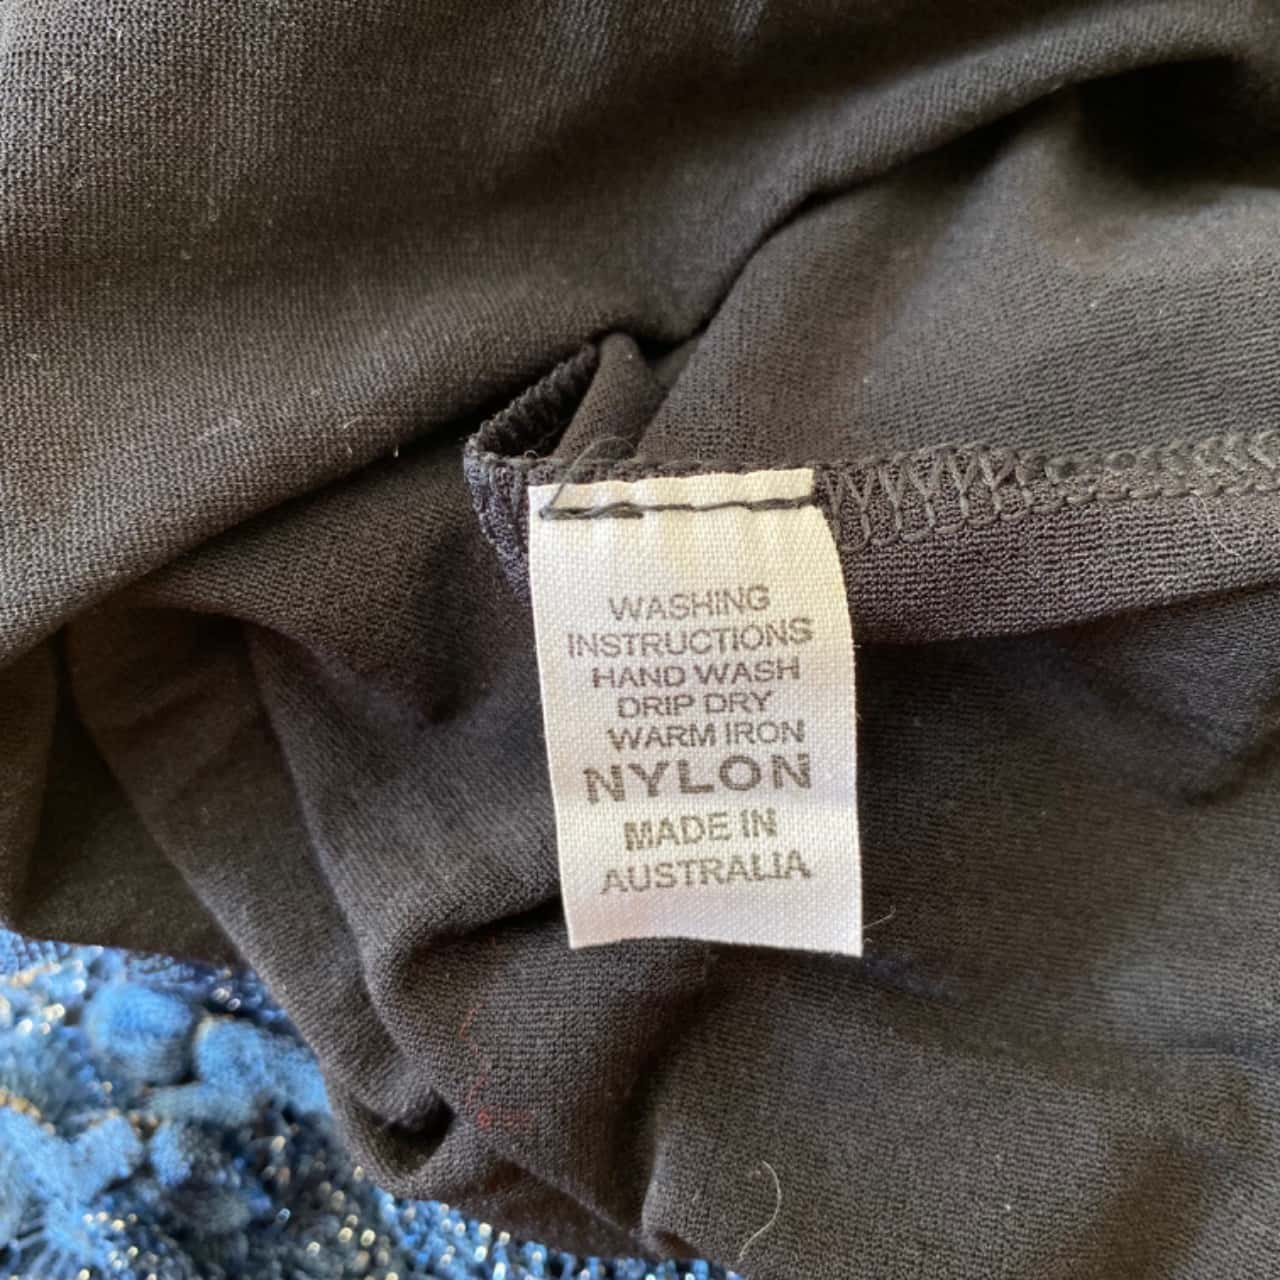 WASHING
INSTRUCTIONS
HAND WASH
DRIP DRY
WARM IRON
NYLON
MADE IN
AUSTRALIA